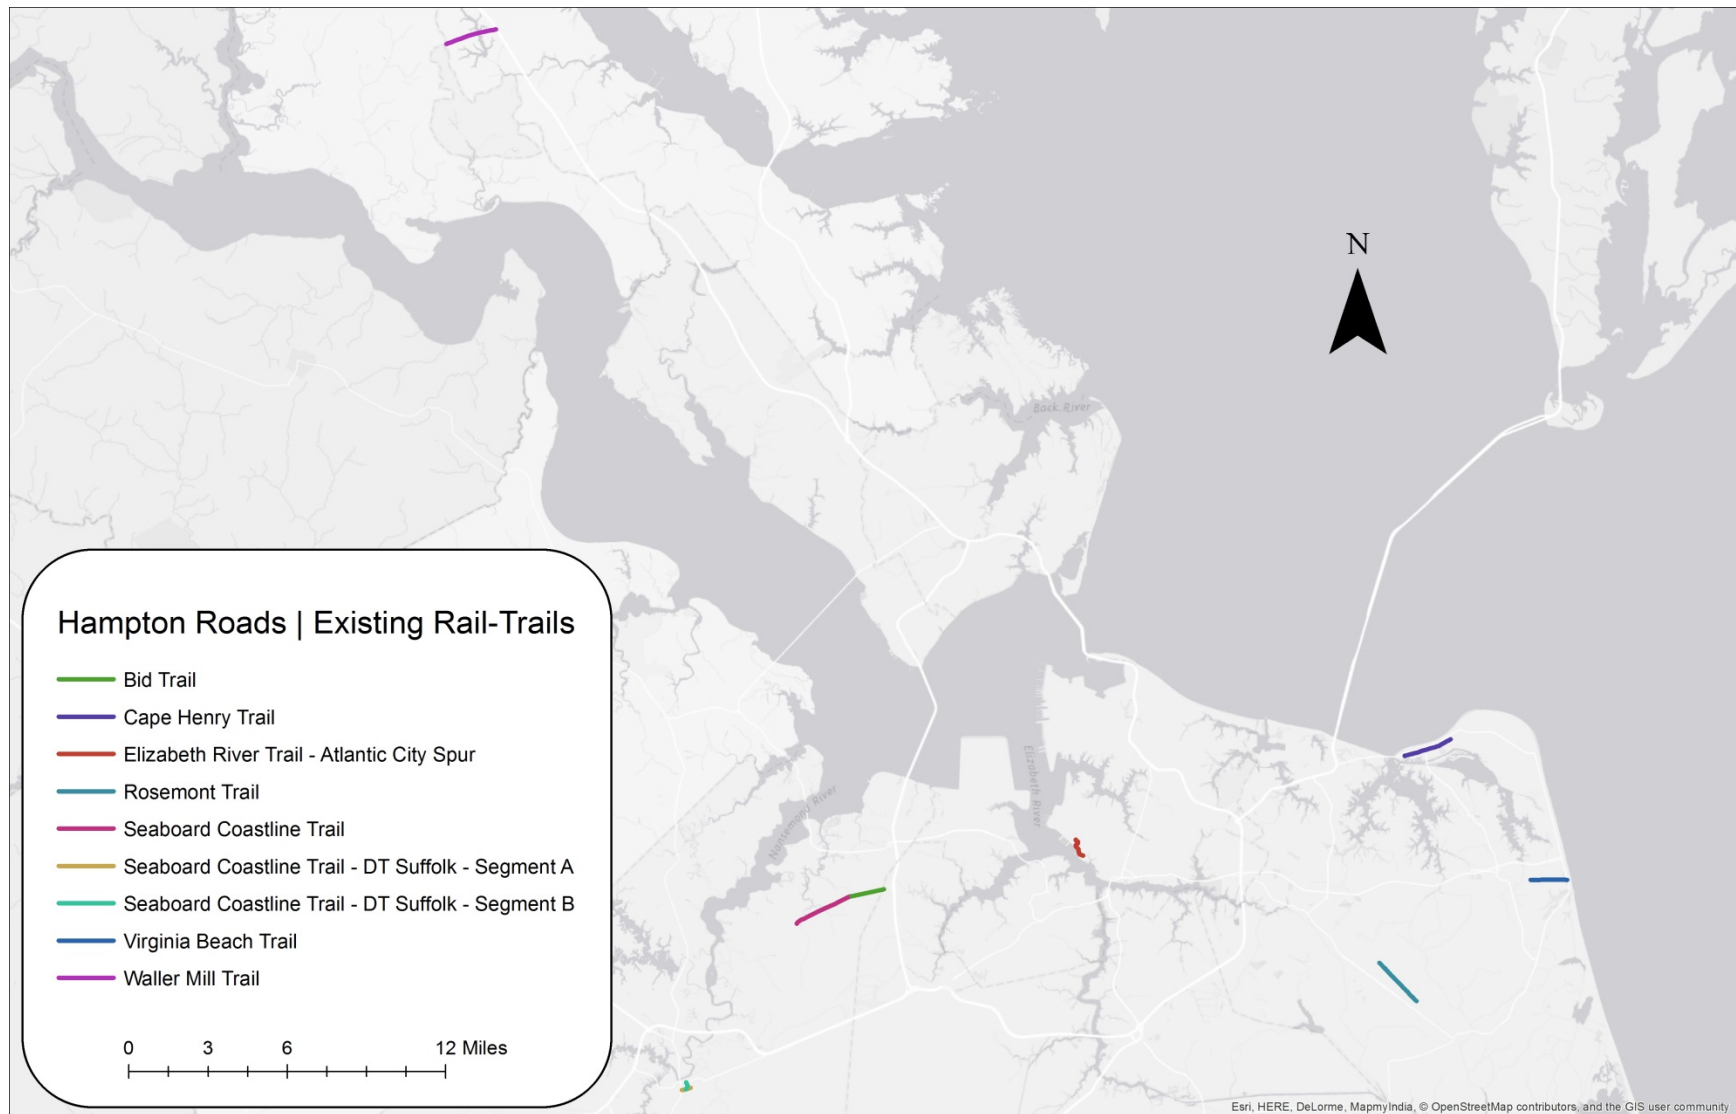 N
Back River
Elizabeth River
Nansemond River
Hampton Roads | Existing Rail-Trails
Bid Trail
Cape Henry Trail
Elizabeth River Trail - Atlantic City Spur
Rosemont Trail
Seaboard Coastline Trail
Seaboard Coastline Trail - DT Suffolk - Segment A
Seaboard Coastline Trail - DT Suffolk - Segment B
Virginia Beach Trail
Waller Mill Trail
0 3 6 12 Miles
Esri, HERE, DeLorme, MapmyIndia, © OpenStreetMap contributors, and the GIS user community